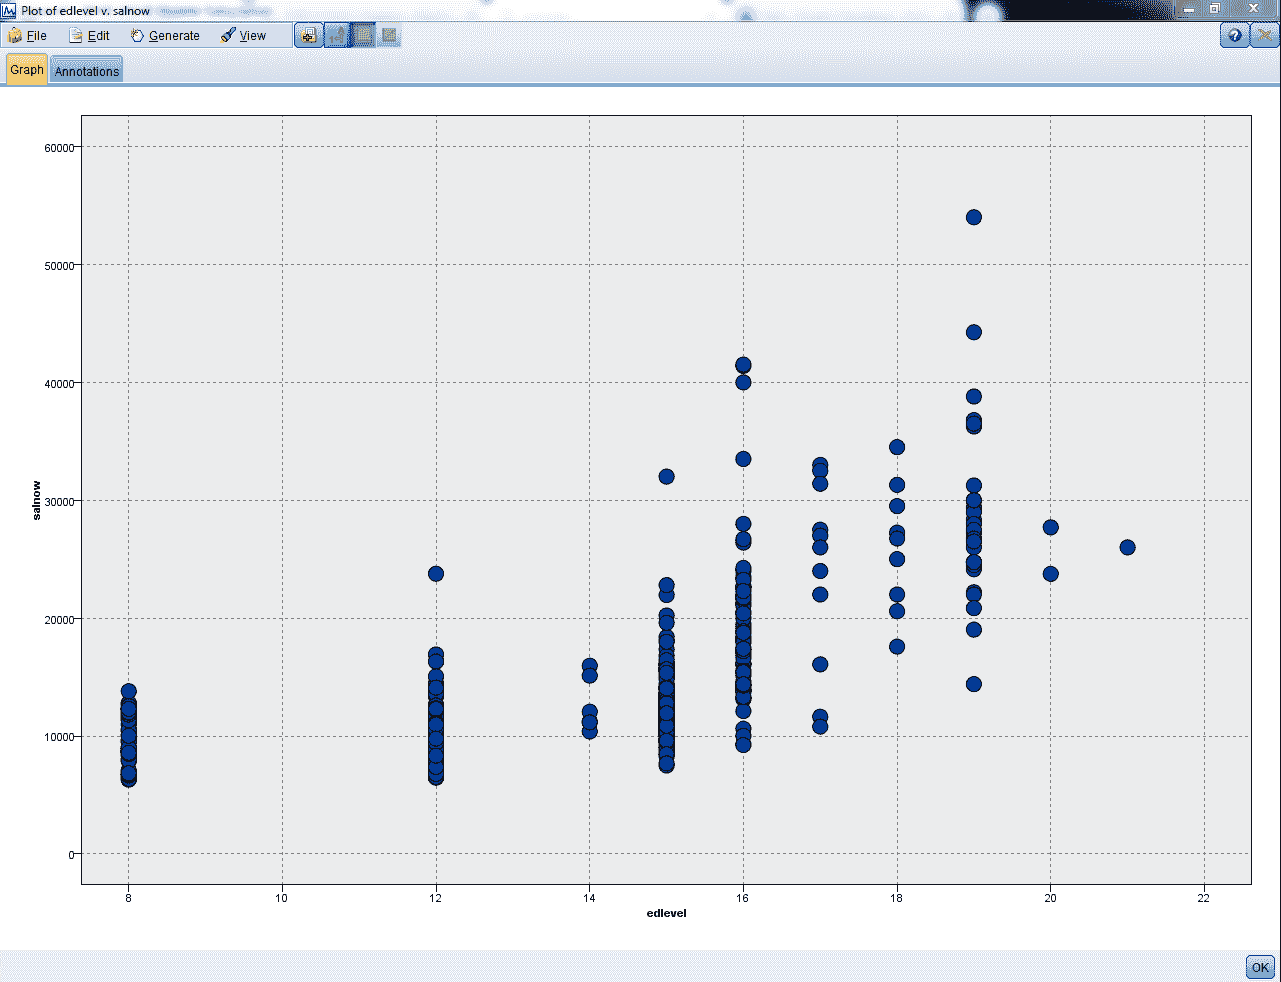 Plot of edlevel v. salnow
File Edit Generate View
Graph Annotations
60000
50000
40000
30000
20000
10000
0
salnow
8 10 12 14 16 18 20 22
edlevel
OK